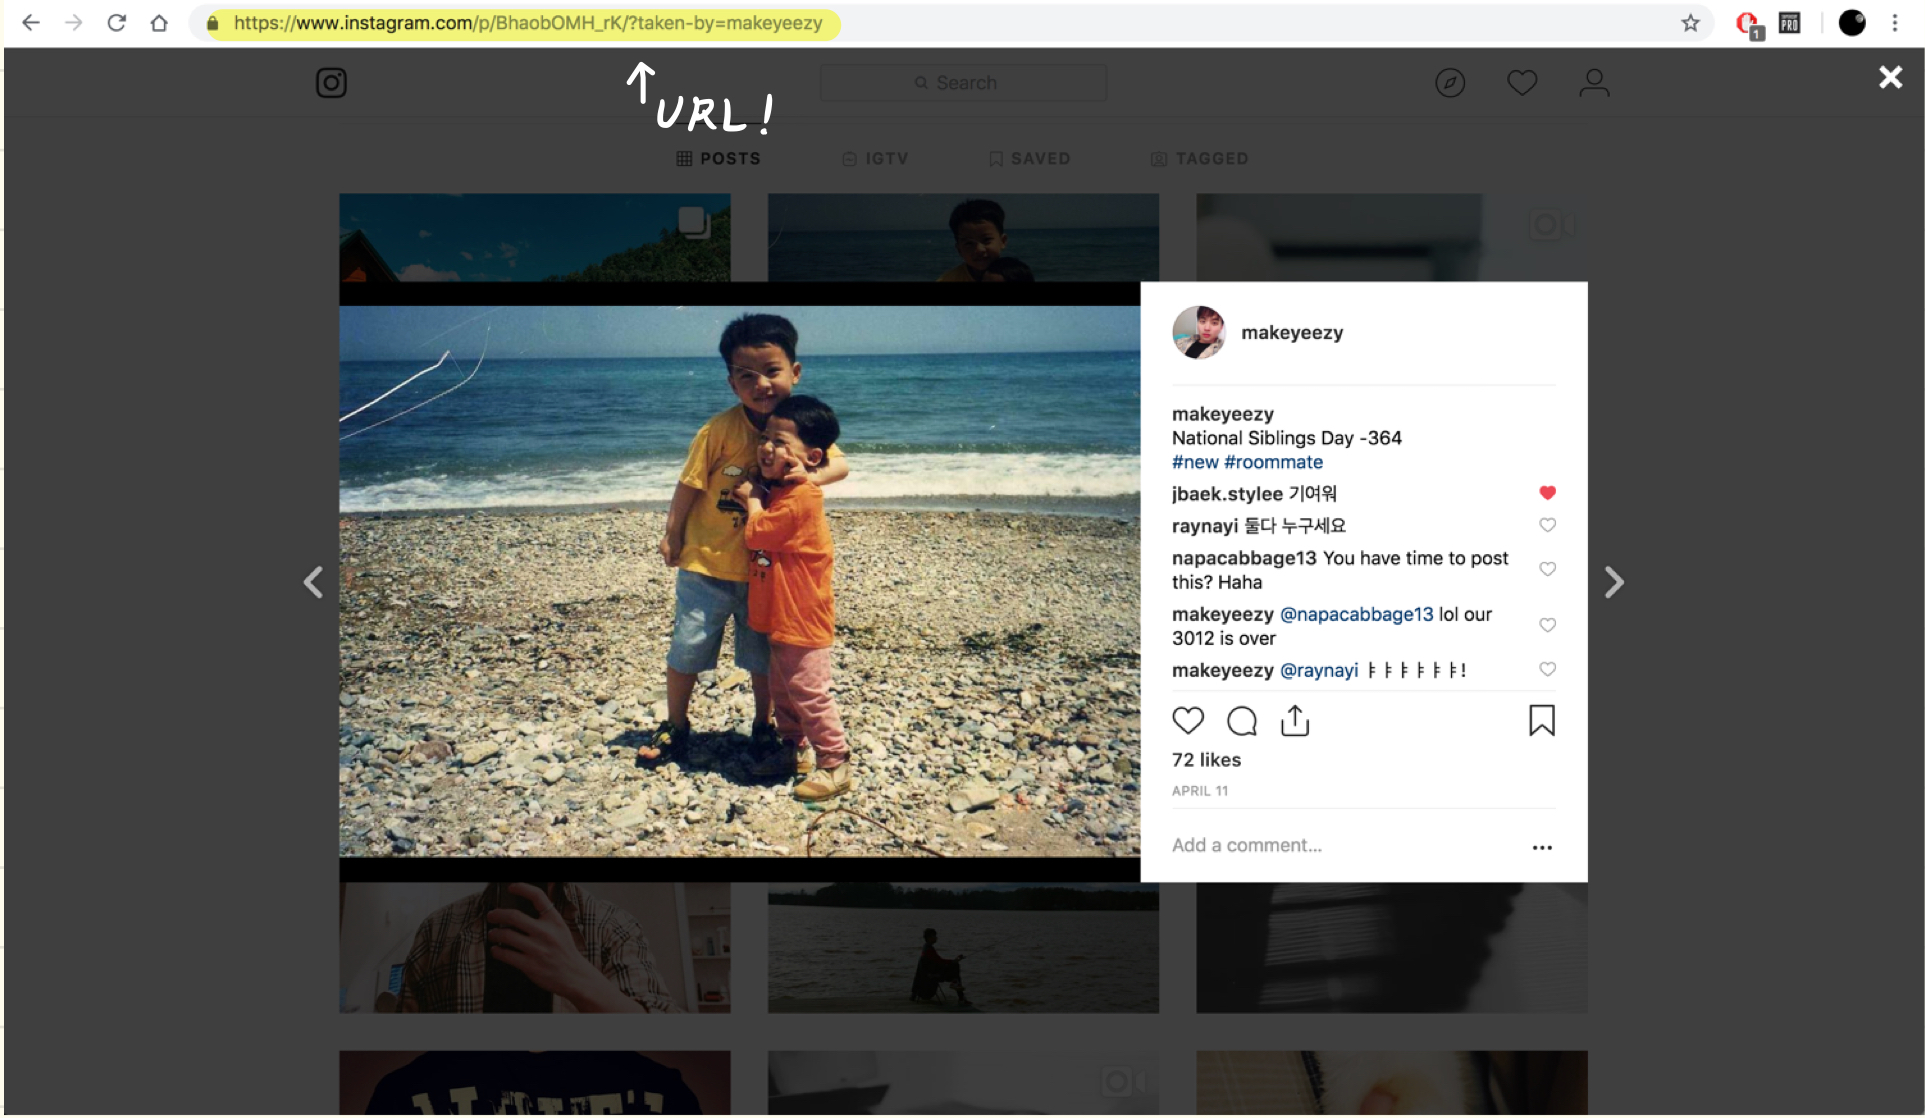 https://www.instagram.com/p/BhaobOMH_rK/?taken-by=makeyeezy
1
PRO
↑URL!
Search
POSTS
IGTV
SAVED
TAGGED
makeyeezy
makeyeezy
National Siblings Day -364
#new #roommate
jbaek.stylee 기여워
raynayi 둘다 누구세요
napacabbage13 You have time to post
this? Haha
makeyeezy @napacabbage13 lol our
3012 is over
makeyeezy @raynayi ㅑㅑㅑㅑㅑㅑ!
72 likes
APRIL 11
Add a comment...